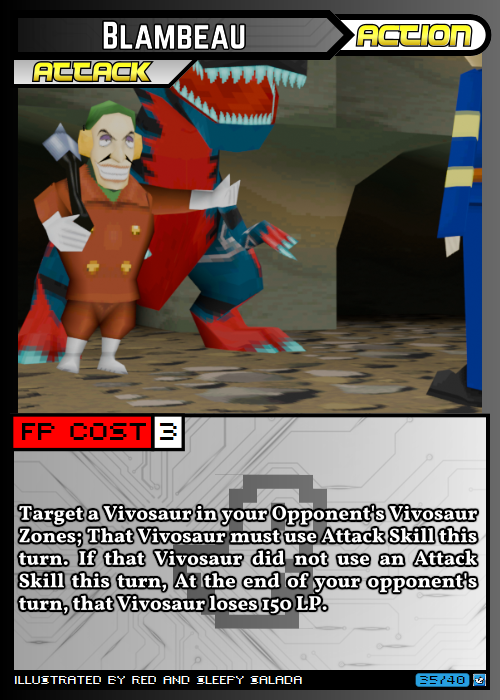 BLAMBEAU
ACTION
ATTACK
FP COST 3
Target a Vivosaur in your Opponent's Vivosaur
Zones; That Vivosaur must use Attack Skill this
turn. If that Vivosaur did not use an Attack
Skill this turn, At the end of your opponent's
turn, that Vivosaur loses 150 LP.
ILLUSTRATED BY RED AND SLEEPY SALADA
35/40